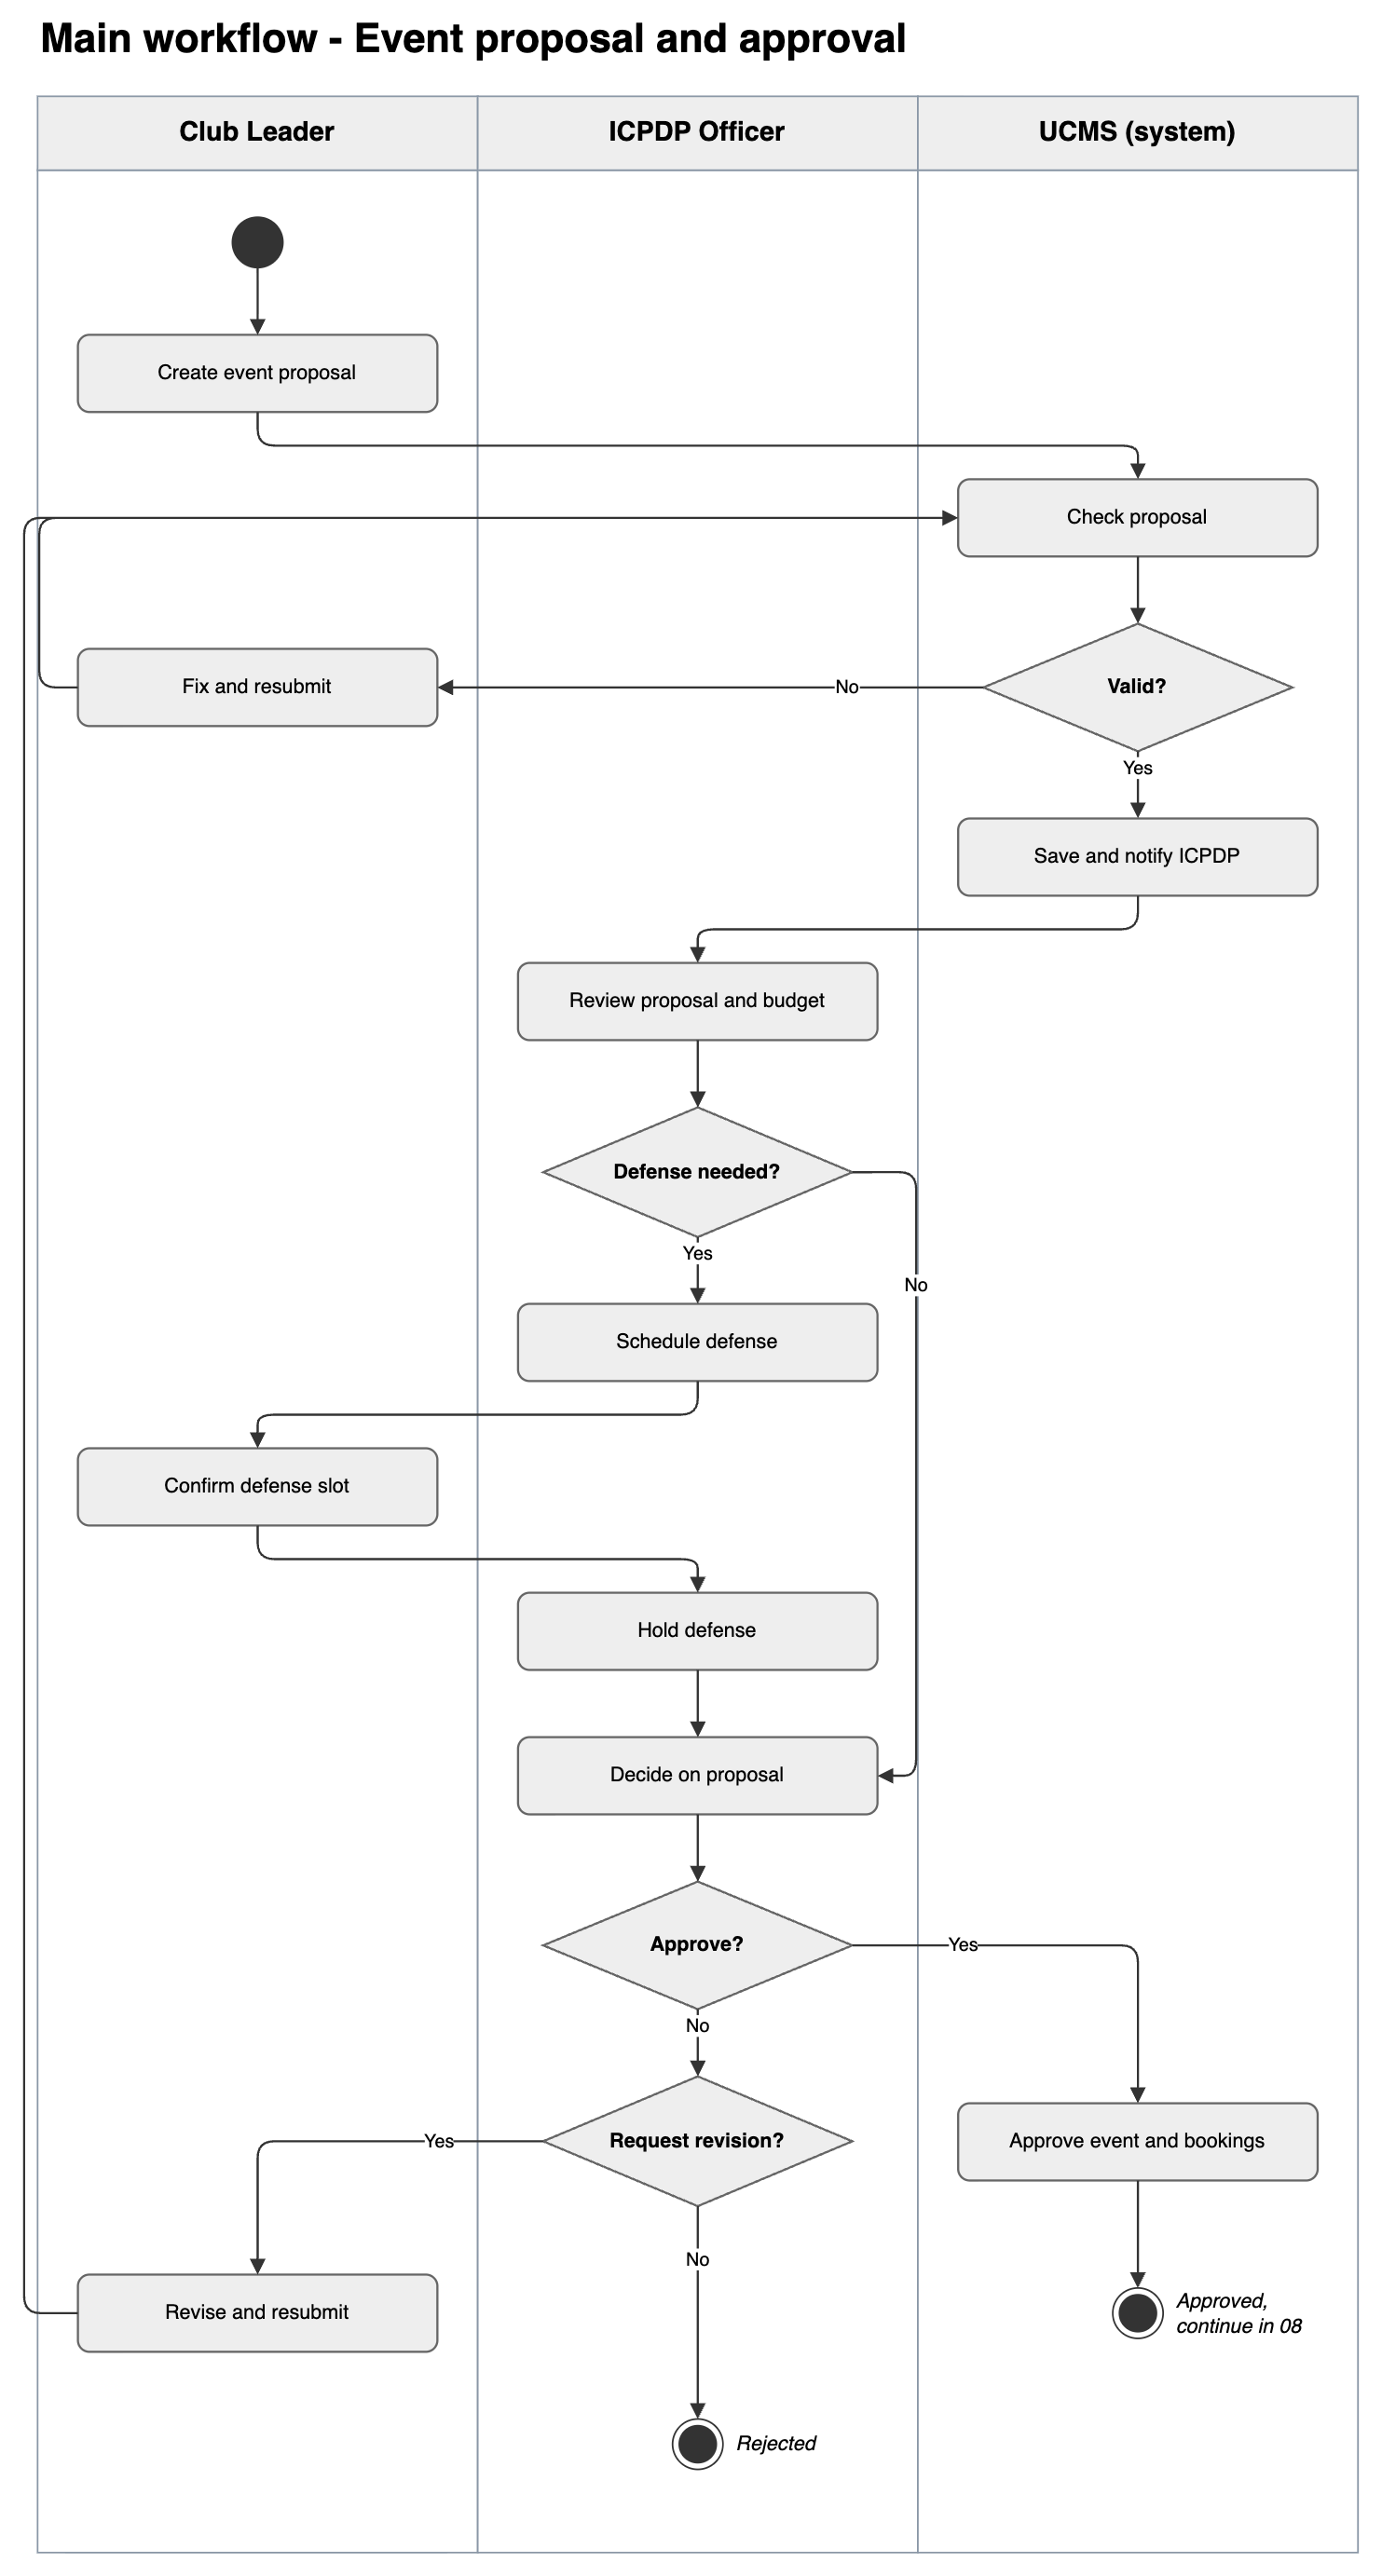 Main workflow - Event proposal and approval
Club Leader
ICPDP Officer
UCMS (system)
Create event proposal
Check proposal
Fix and resubmit
No
Valid?
Yes
Save and notify ICPDP
Review proposal and budget
Defense needed?
Yes
No
Schedule defense
Confirm defense slot
Hold defense
Decide on proposal
Approve?
Yes
No
Yes
Request revision?
Approve event and bookings
No
Revise and resubmit
Approved,
continue in 08
Rejected